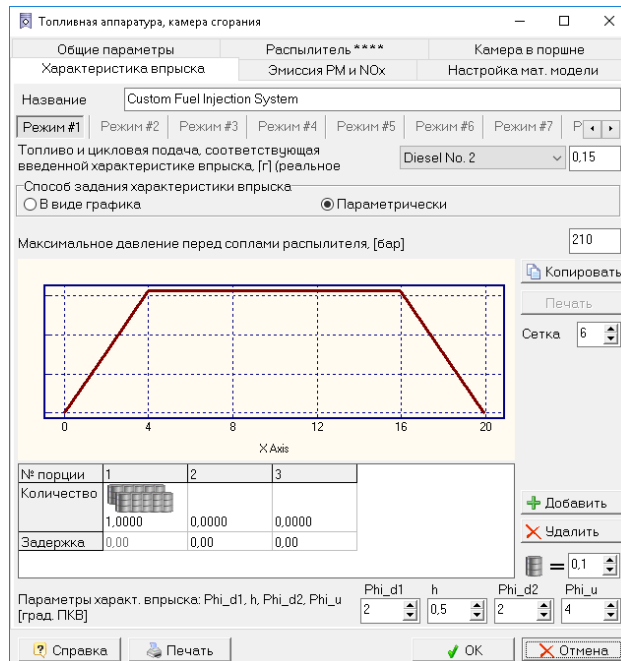 Топливная аппаратура, камера сгорания
Общие параметры Распылитель **** Камера в поршне
Характеристика впрыска Эмиссия PM и NOx Настройка мат. модели
Название Custom Fuel Injection System
Режим #1 Режим #2 Режим #3 Режим #4 Режим #5 Режим #6 Режим #7 Р
Топливо и цикловая подача, соответствующая
введенной характеристике впрыска, [г] (реальное Diesel No. 2 0,15
Способ задания характеристики впрыска
В виде графика Параметрически
Максимальное давление перед соплами распылителя, [бар] 210
Копировать
Печать
Сетка 6
0 4 8 12 16 20
X Axis
№ порции 1 2 3
Количество 1,0000 0,0000 0,0000
Задержка 0,00 0,00 0,00
Добавить
Удалить
= 0,1
Phi_d1 h Phi_d2 Phi_u
Параметры характ. впрыска: Phi_d1, h, Phi_d2, Phi_u 2 0,5 2 4
[град. ПКВ]
Справка Печать OK Отмена